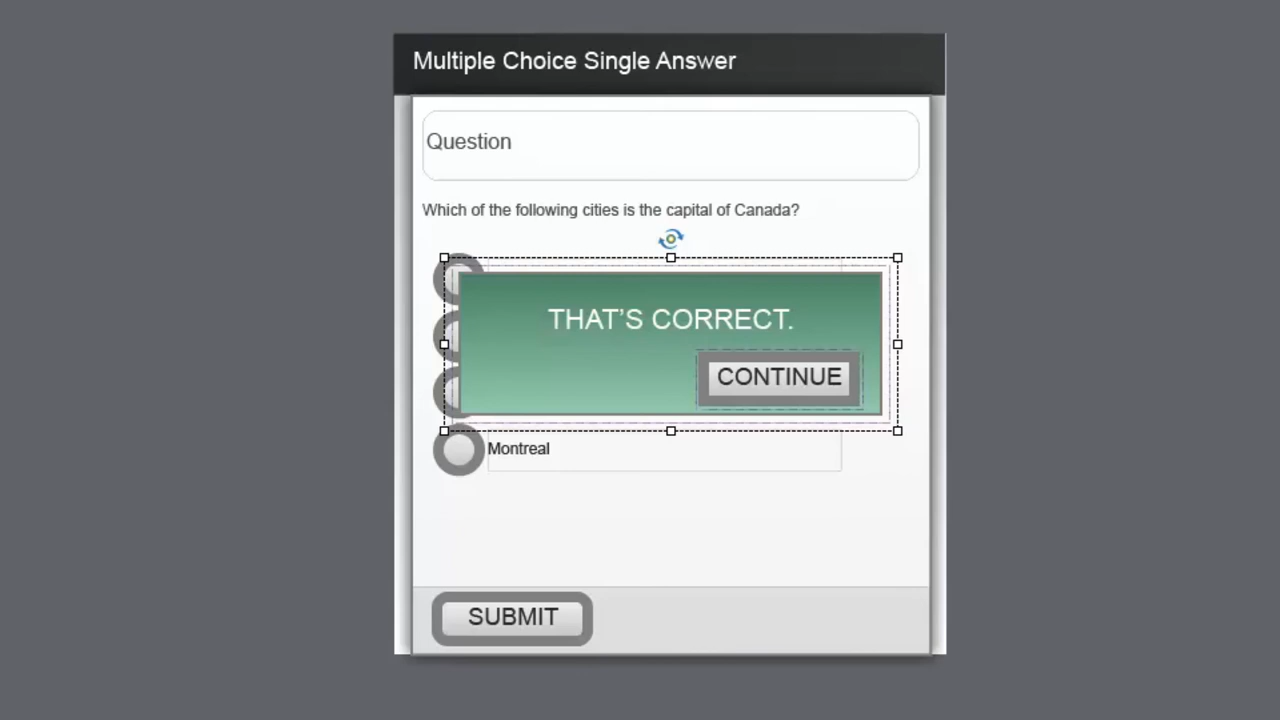 Multiple Choice Single Answer
Question
Which of the following cities is the capital of Canada?
THAT’S CORRECT.
CONTINUE
Montreal
SUBMIT